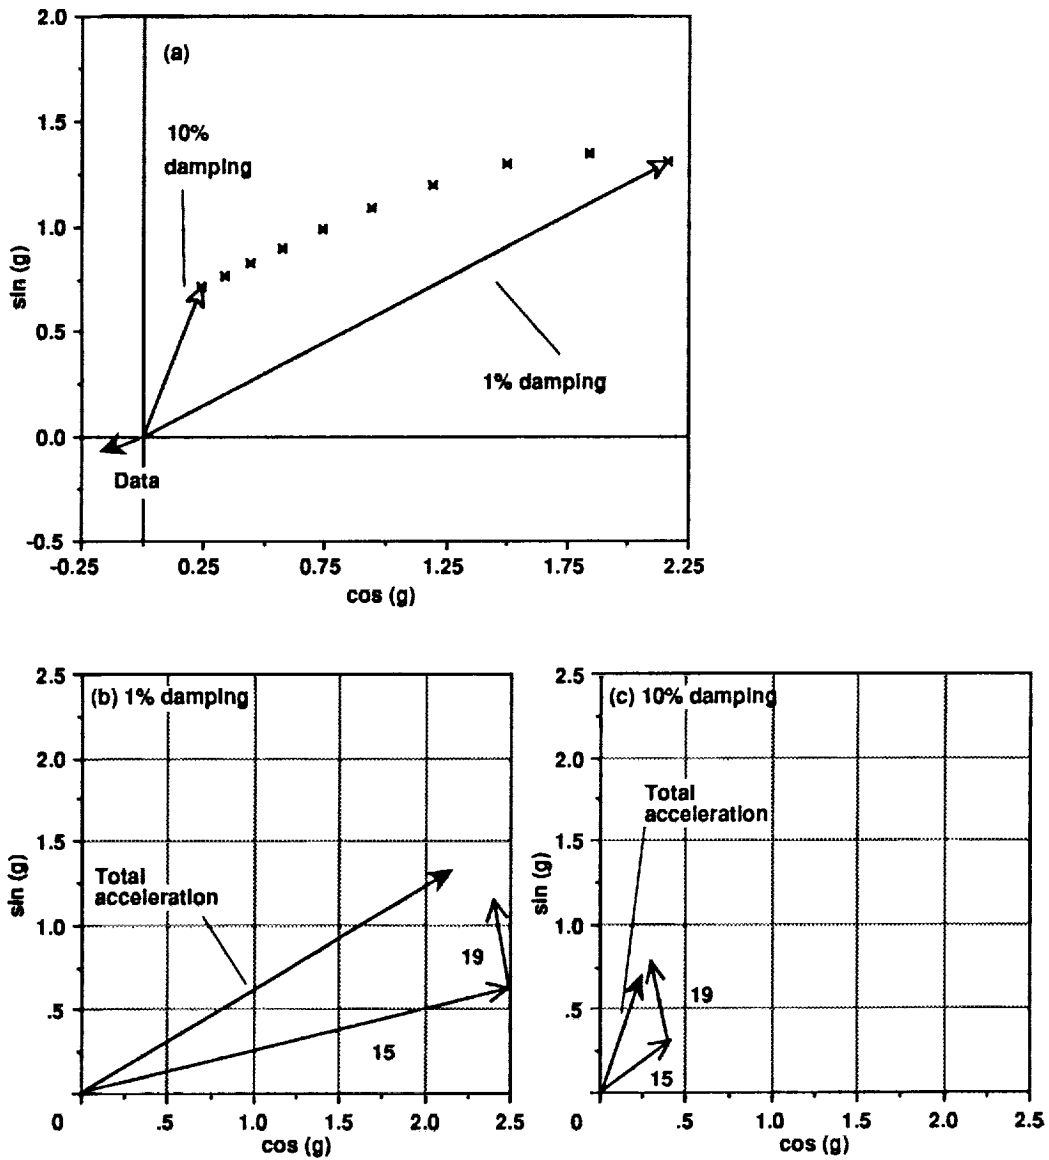 2.0
(a)
1.5
10%
damping
1.0
sin (g)
0.5
1% damping
0.0
Data
-0.5
-0.25 0.25 0.75 1.25 1.75 2.25
cos (g)
2.5
(b) 1% damping
2.0
1.5
Total
acceleration
sin (g)
1.0
19
.5
15
0 .5 1.0 1.5 2.0 2.5
cos (g)
2.5
(c) 10% damping
2.0
Total
acceleration
1.5
sin (g)
1.0
19
.5
15
0 .5 1.0 1.5 2.0 2.5
cos (g)